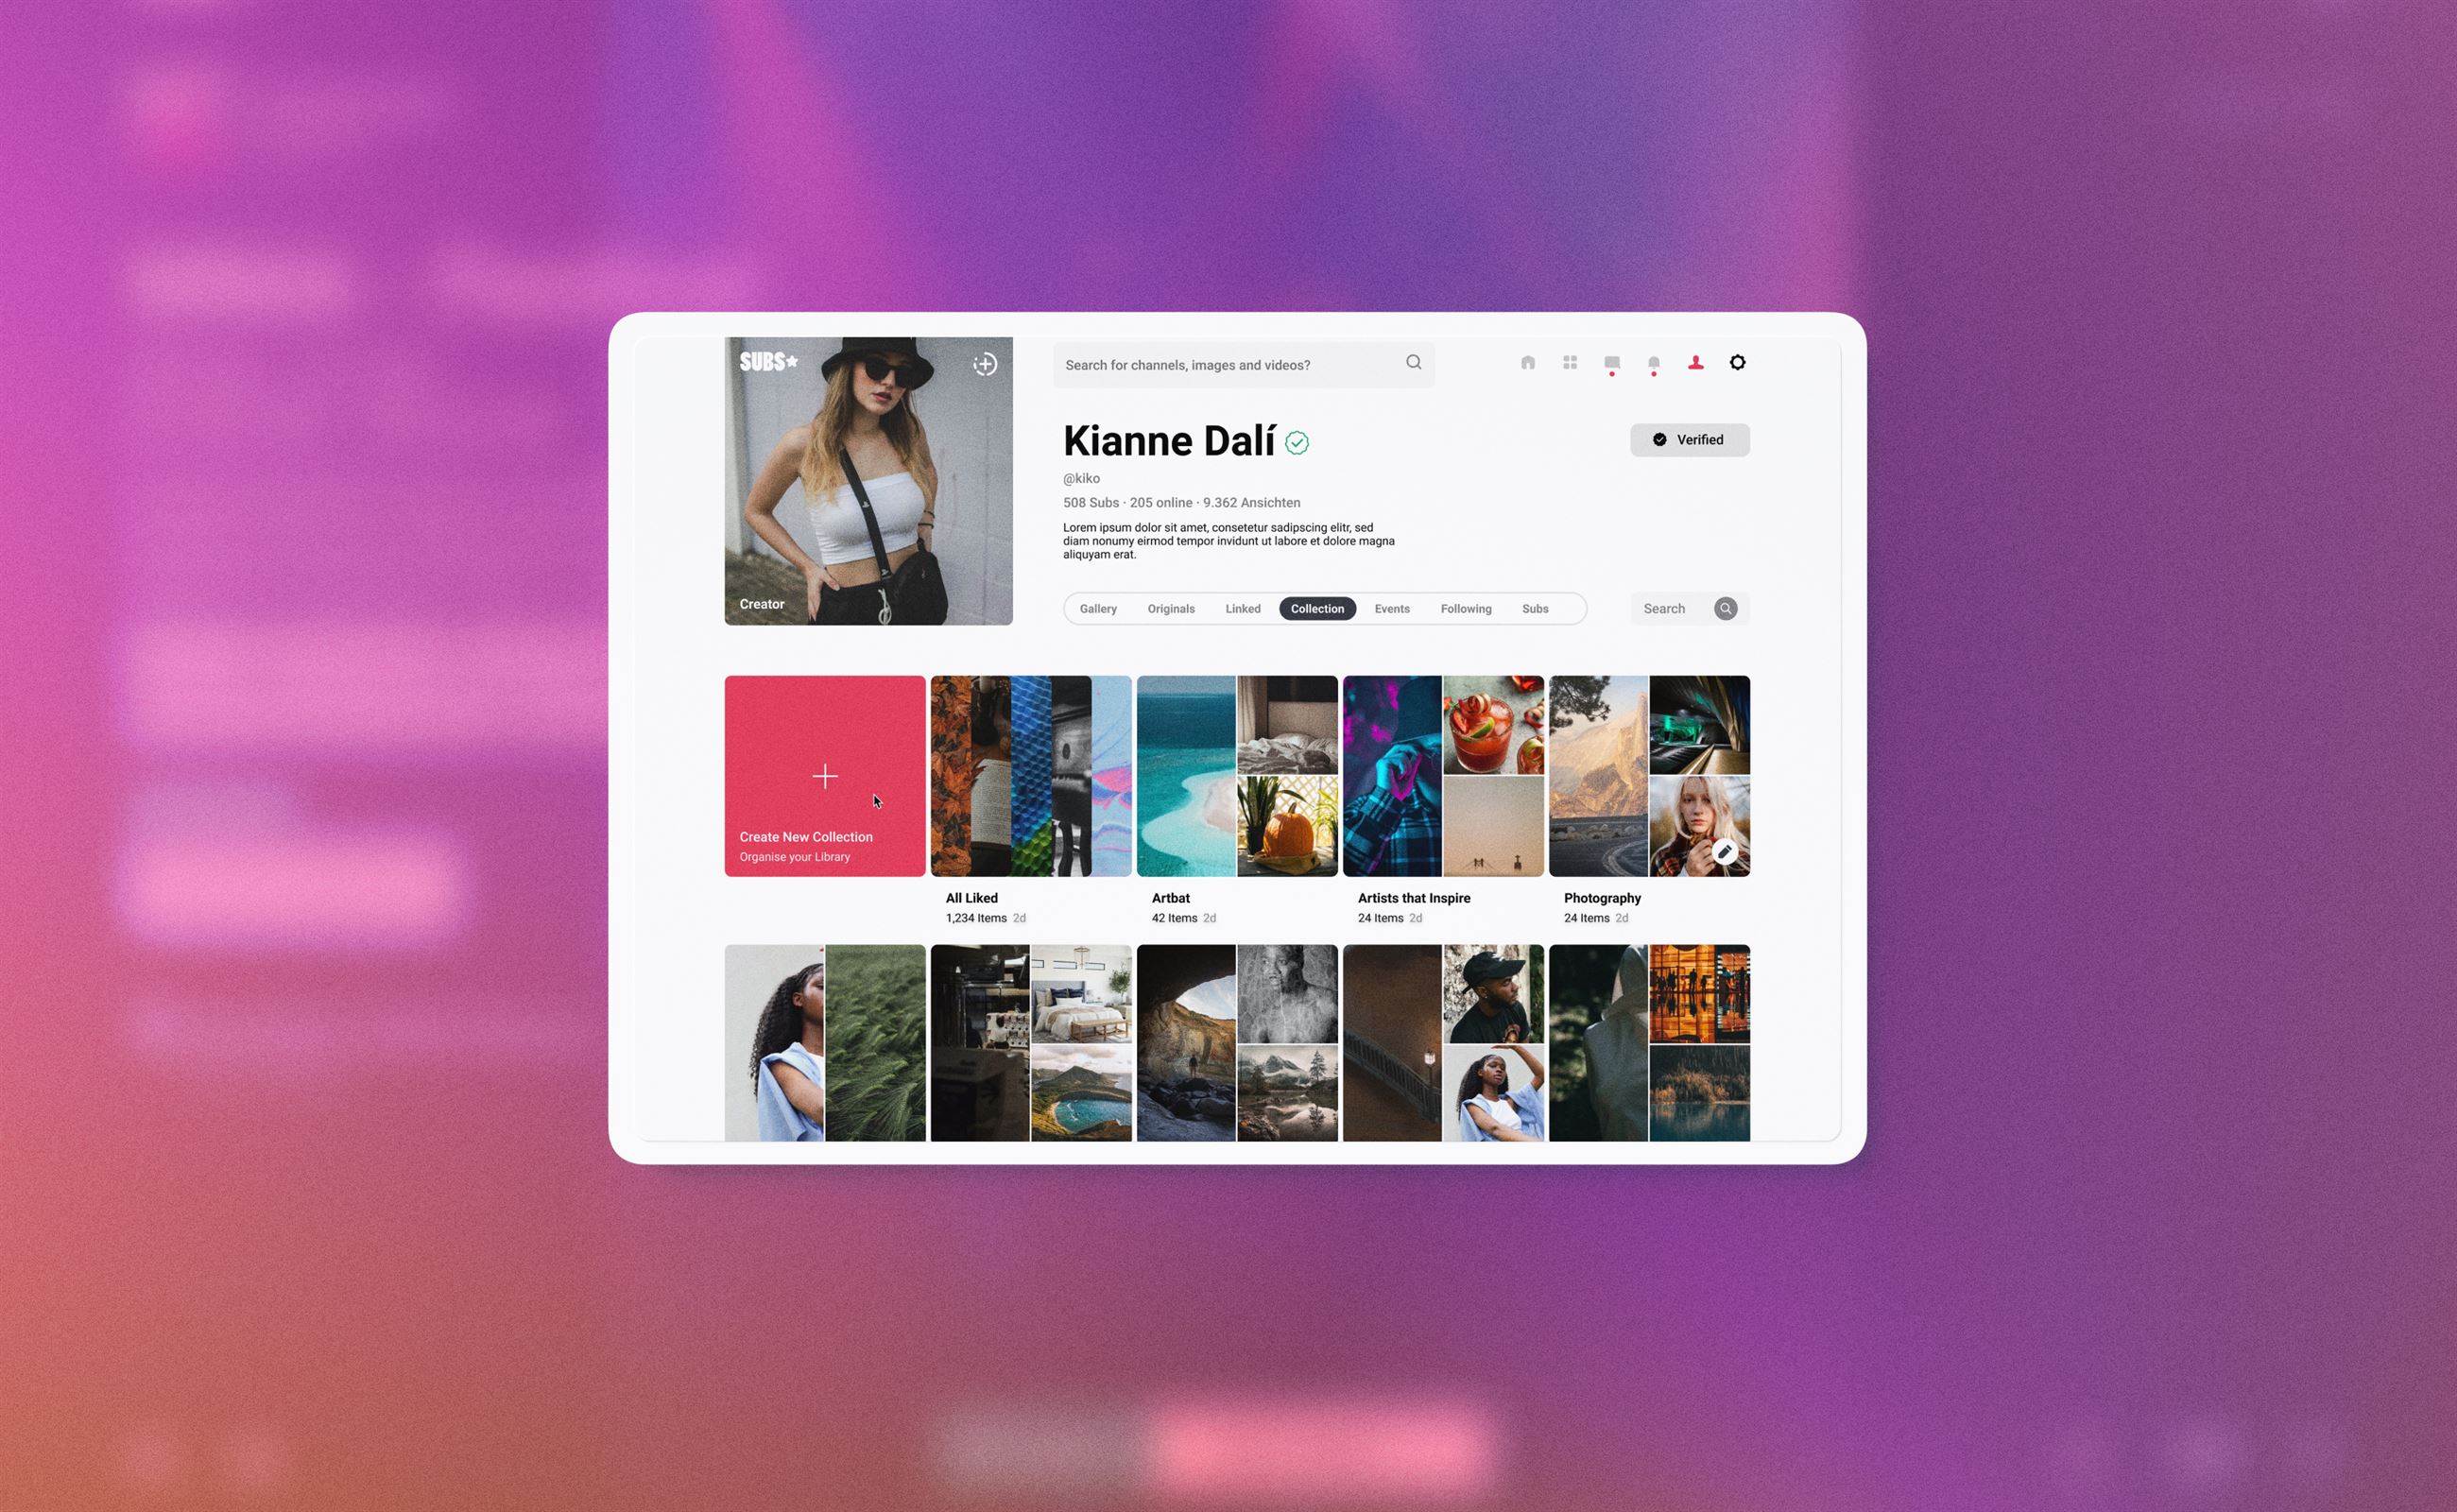 SUBS★
Search for channels, images and videos?
Kianne Dalí
Verified
@kiko
508 Subs · 205 online · 9.362 Ansichten
Lorem ipsum dolor sit amet, consetetur sadipscing elitr, sed
diam nonumy eirmod tempor invidunt ut labore et dolore magna
aliquyam erat.
Creator
Gallery Originals Linked Collection Events Following Subs
Search
Create New Collection
Organise your Library
All Liked
1,234 Items 2d
Artbat
42 Items 2d
Artists that Inspire
24 Items 2d
Photography
24 Items 2d